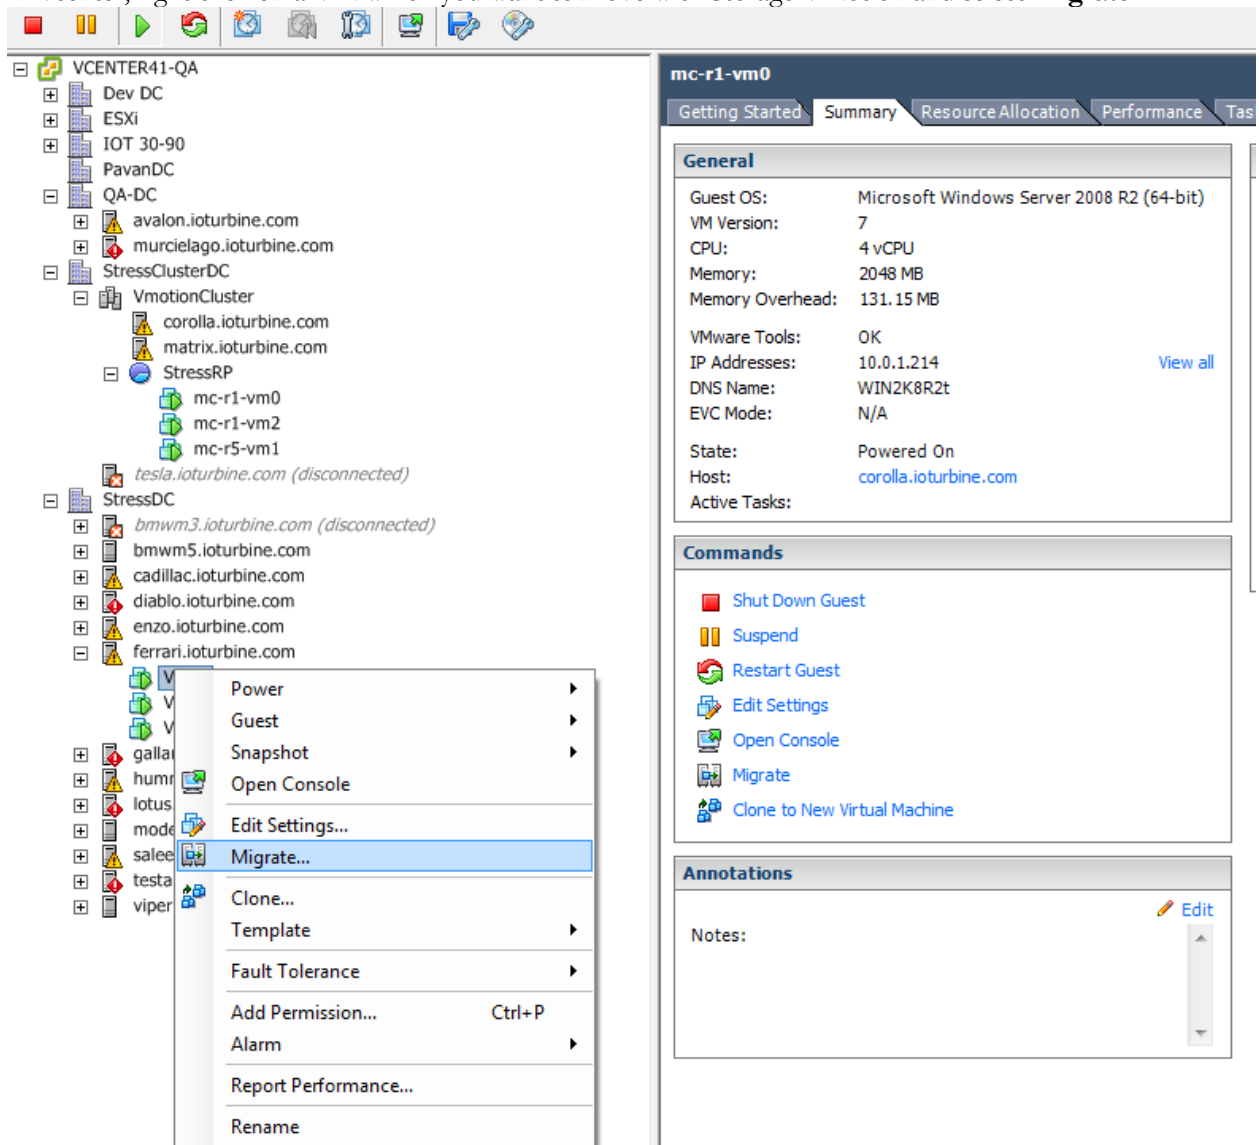 VCENTER41-QA
Dev DC
ESXi
IOT 30-90
PavanDC
QA-DC
avalon.ioturbine.com
murcielago.ioturbine.com
StressClusterDC
VmotionCluster
corolla.ioturbine.com
matrix.ioturbine.com
StressRP
mc-r1-vm0
mc-r1-vm2
mc-r5-vm1
tesla.ioturbine.com (disconnected)
StressDC
bmwm3.ioturbine.com (disconnected)
bmwm5.ioturbine.com
cadillac.ioturbine.com
diablo.ioturbine.com
enzo.ioturbine.com
ferrari.ioturbine.com
V
V
V
gallar
humr
lotus
mode
salee
testa
viper
Power
Guest
Snapshot
Open Console
Edit Settings...
Migrate...
Clone...
Template
Fault Tolerance
Add Permission... Ctrl+P
Alarm
Report Performance...
Rename
mc-r1-vm0
Getting Started Summary Resource Allocation Performance Tas
General
Guest OS: Microsoft Windows Server 2008 R2 (64-bit)
VM Version: 7
CPU: 4 vCPU
Memory: 2048 MB
Memory Overhead: 131.15 MB
VMware Tools: OK
IP Addresses: 10.0.1.214 View all
DNS Name: WIN2K8R2t
EVC Mode: N/A
State: Powered On
Host: corolla.ioturbine.com
Active Tasks:
Commands
Shut Down Guest
Suspend
Restart Guest
Edit Settings
Open Console
Migrate
Clone to New Virtual Machine
Annotations
Edit
Notes: